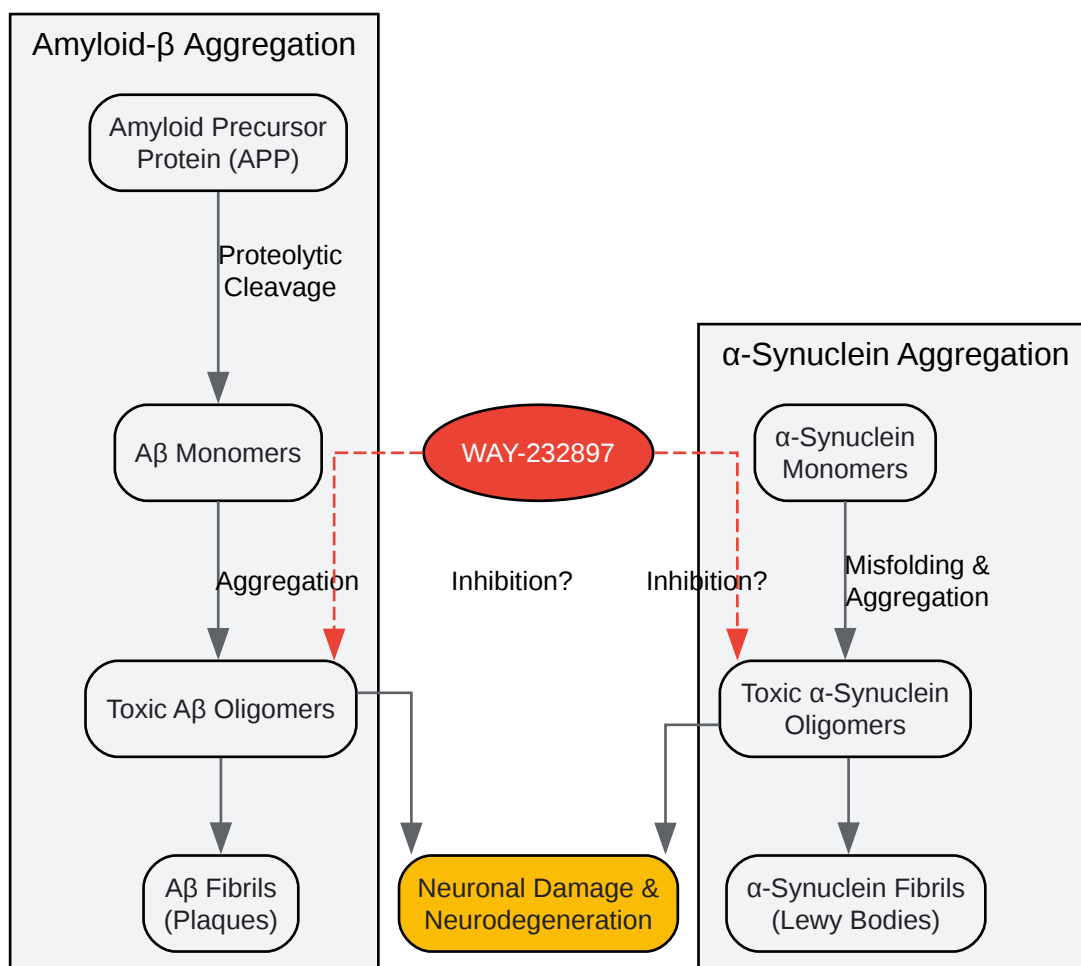 Amyloid-β Aggregation
Amyloid Precursor
Protein (APP)
Proteolytic
Cleavage
Aβ Monomers
Aggregation
Toxic Aβ Oligomers
Aβ Fibrils
(Plaques)
WAY-232897
Inhibition?
Inhibition?
Neuronal Damage &
Neurodegeneration
α-Synuclein Aggregation
α-Synuclein
Monomers
Misfolding &
Aggregation
Toxic α-Synuclein
Oligomers
α-Synuclein Fibrils
(Lewy Bodies)